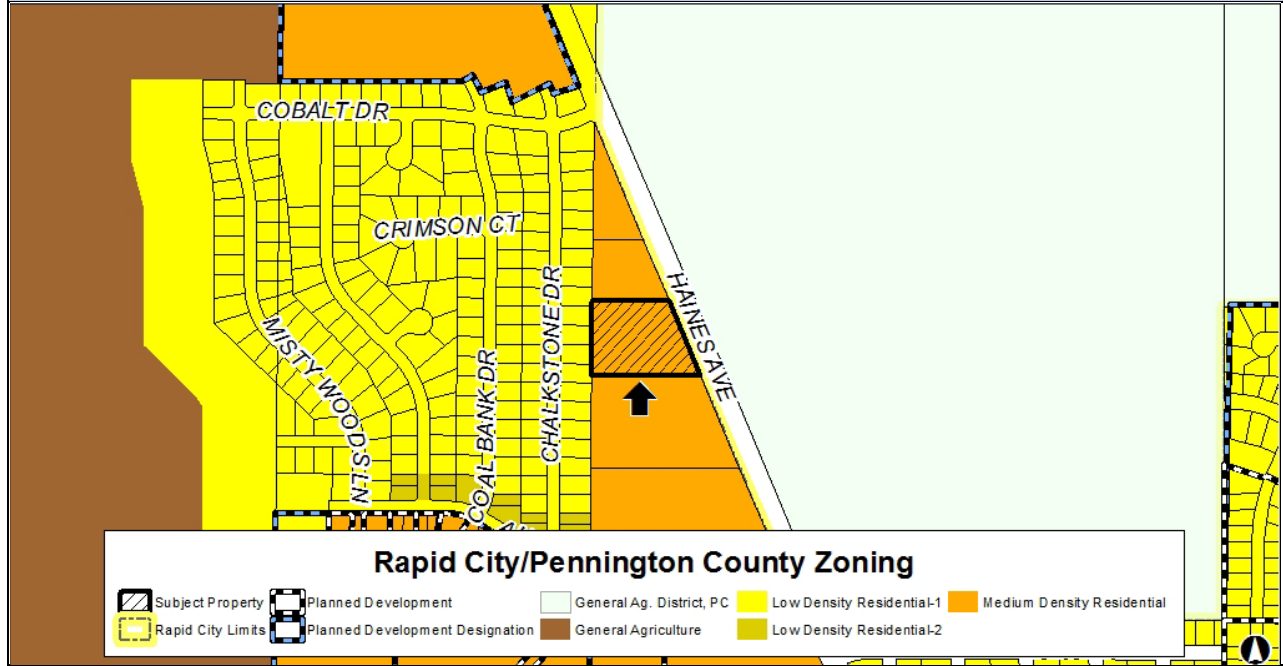 COBALT DR
CRIMSON CT
HAINES AVE
CHALKSTONE DR
MISTY WOODS LN
COAL BANK DR
Rapid City/Pennington County Zoning
Subject Property Planned Development General Ag. District, PC Low Density Residential-1 Medium Density Residential
Rapid City Limits Planned Development Designation General Agriculture Low Density Residential-2